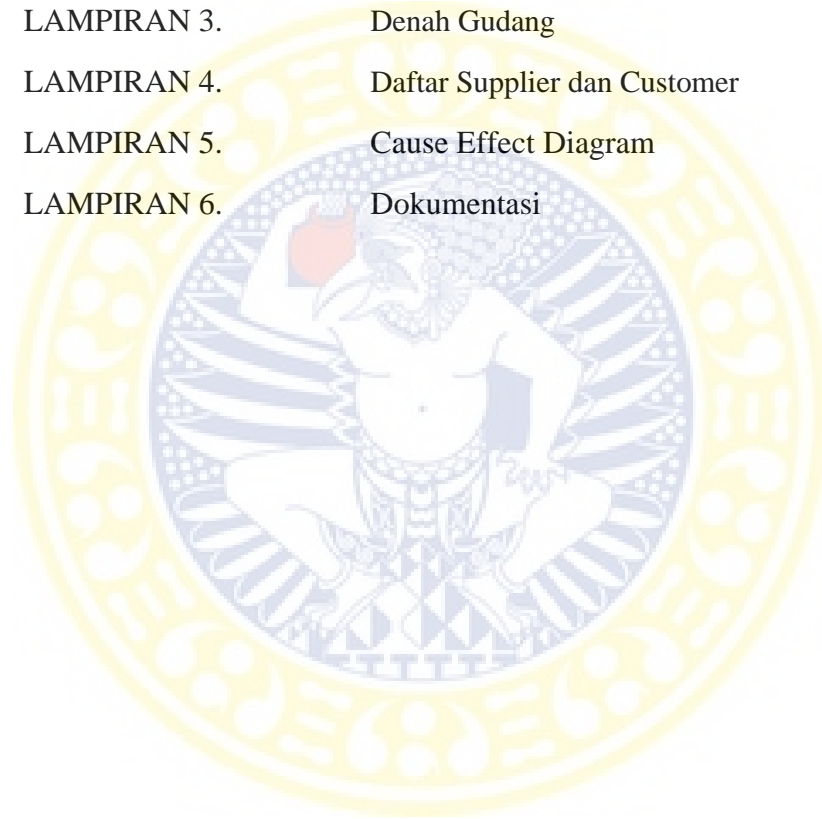 LAMPIRAN 3. Denah Gudang
LAMPIRAN 4. Daftar Supplier dan Customer
LAMPIRAN 5. Cause Effect Diagram
LAMPIRAN 6. Dokumentasi